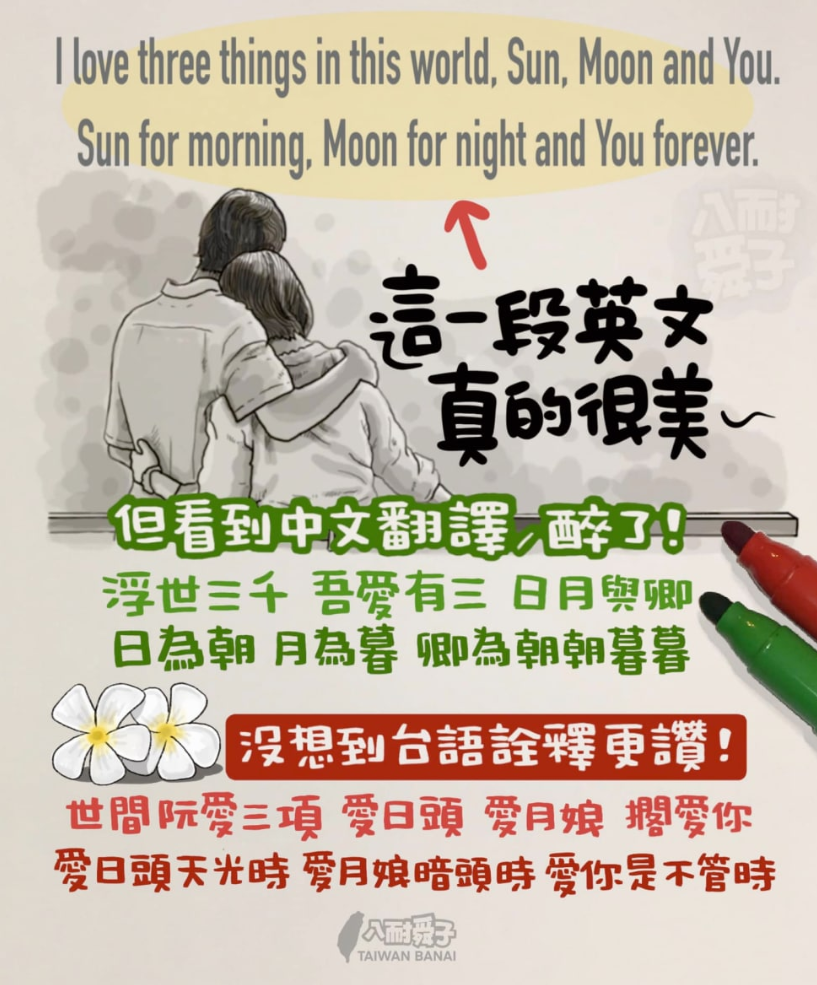 I love three things in this world, Sun, Moon and You.
Sun for morning, Moon for night and You forever.
八耐
舜子
這一段英文
真的很美～
但看到中文翻譯，醉了！
浮世三千 吾愛有三 日月與卿
日為朝 月為暮 卿為朝朝暮暮
沒想到台語詮釋更讚！
世間阮愛三項 愛日頭 愛月娘 擱愛你
愛日頭天光時 愛月娘暗頭時 愛你是不管時
八耐舜子
TAIWAN BANAI